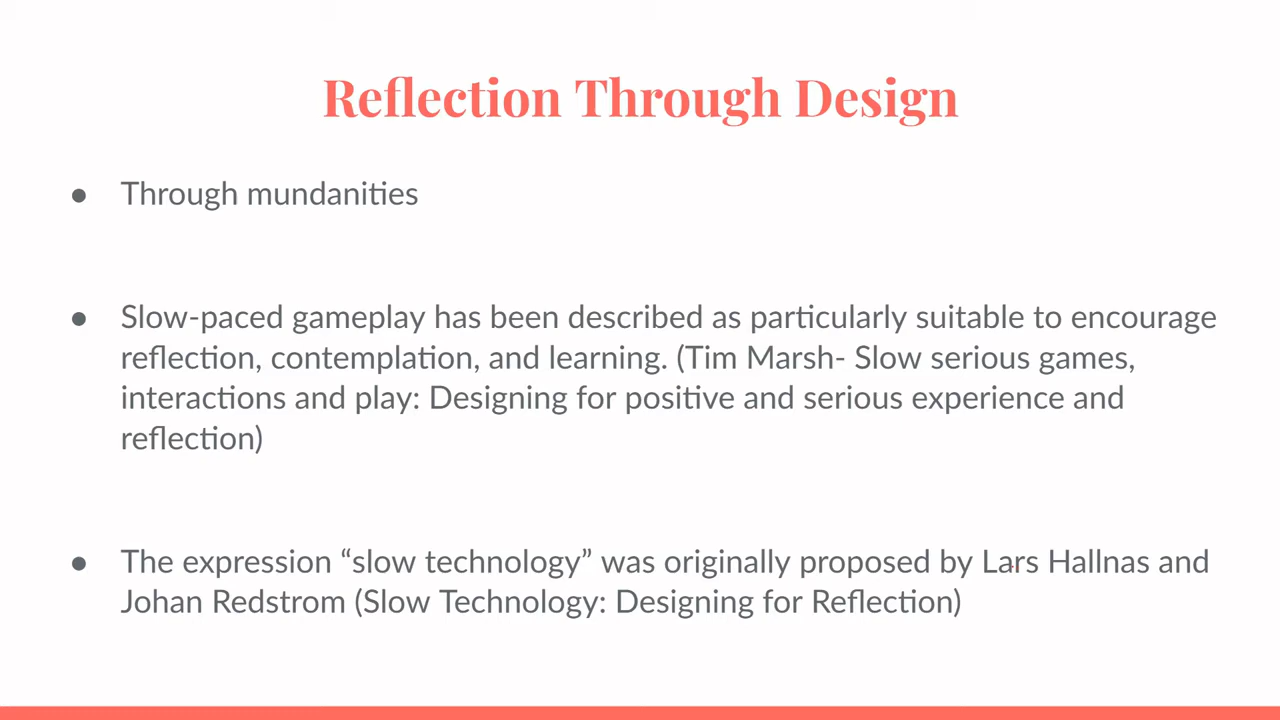 Reflection Through Design
● Through mundanities
● Slow-paced gameplay has been described as particularly suitable to encourage
reflection, contemplation, and learning. (Tim Marsh- Slow serious games,
interactions and play: Designing for positive and serious experience and
reflection)
● The expression “slow technology” was originally proposed by Lars Hallnas and
Johan Redstrom (Slow Technology: Designing for Reflection)